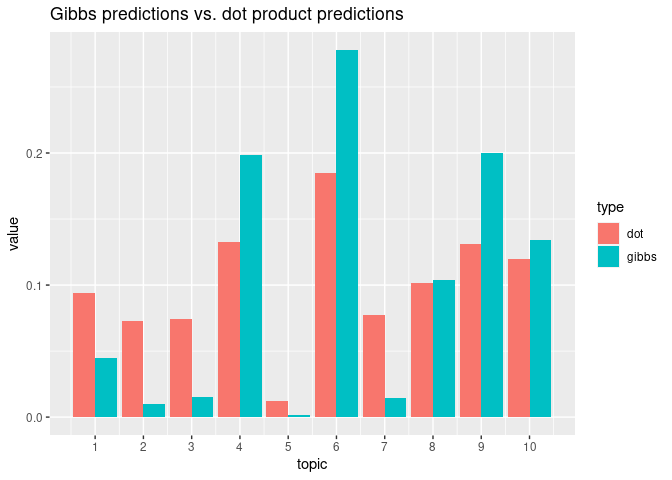 Gibbs predictions vs. dot product predictions
value
0.2
0.1
0.0
1 2 3 4 5 6 7 8 9 10
topic
type
dot
gibbs